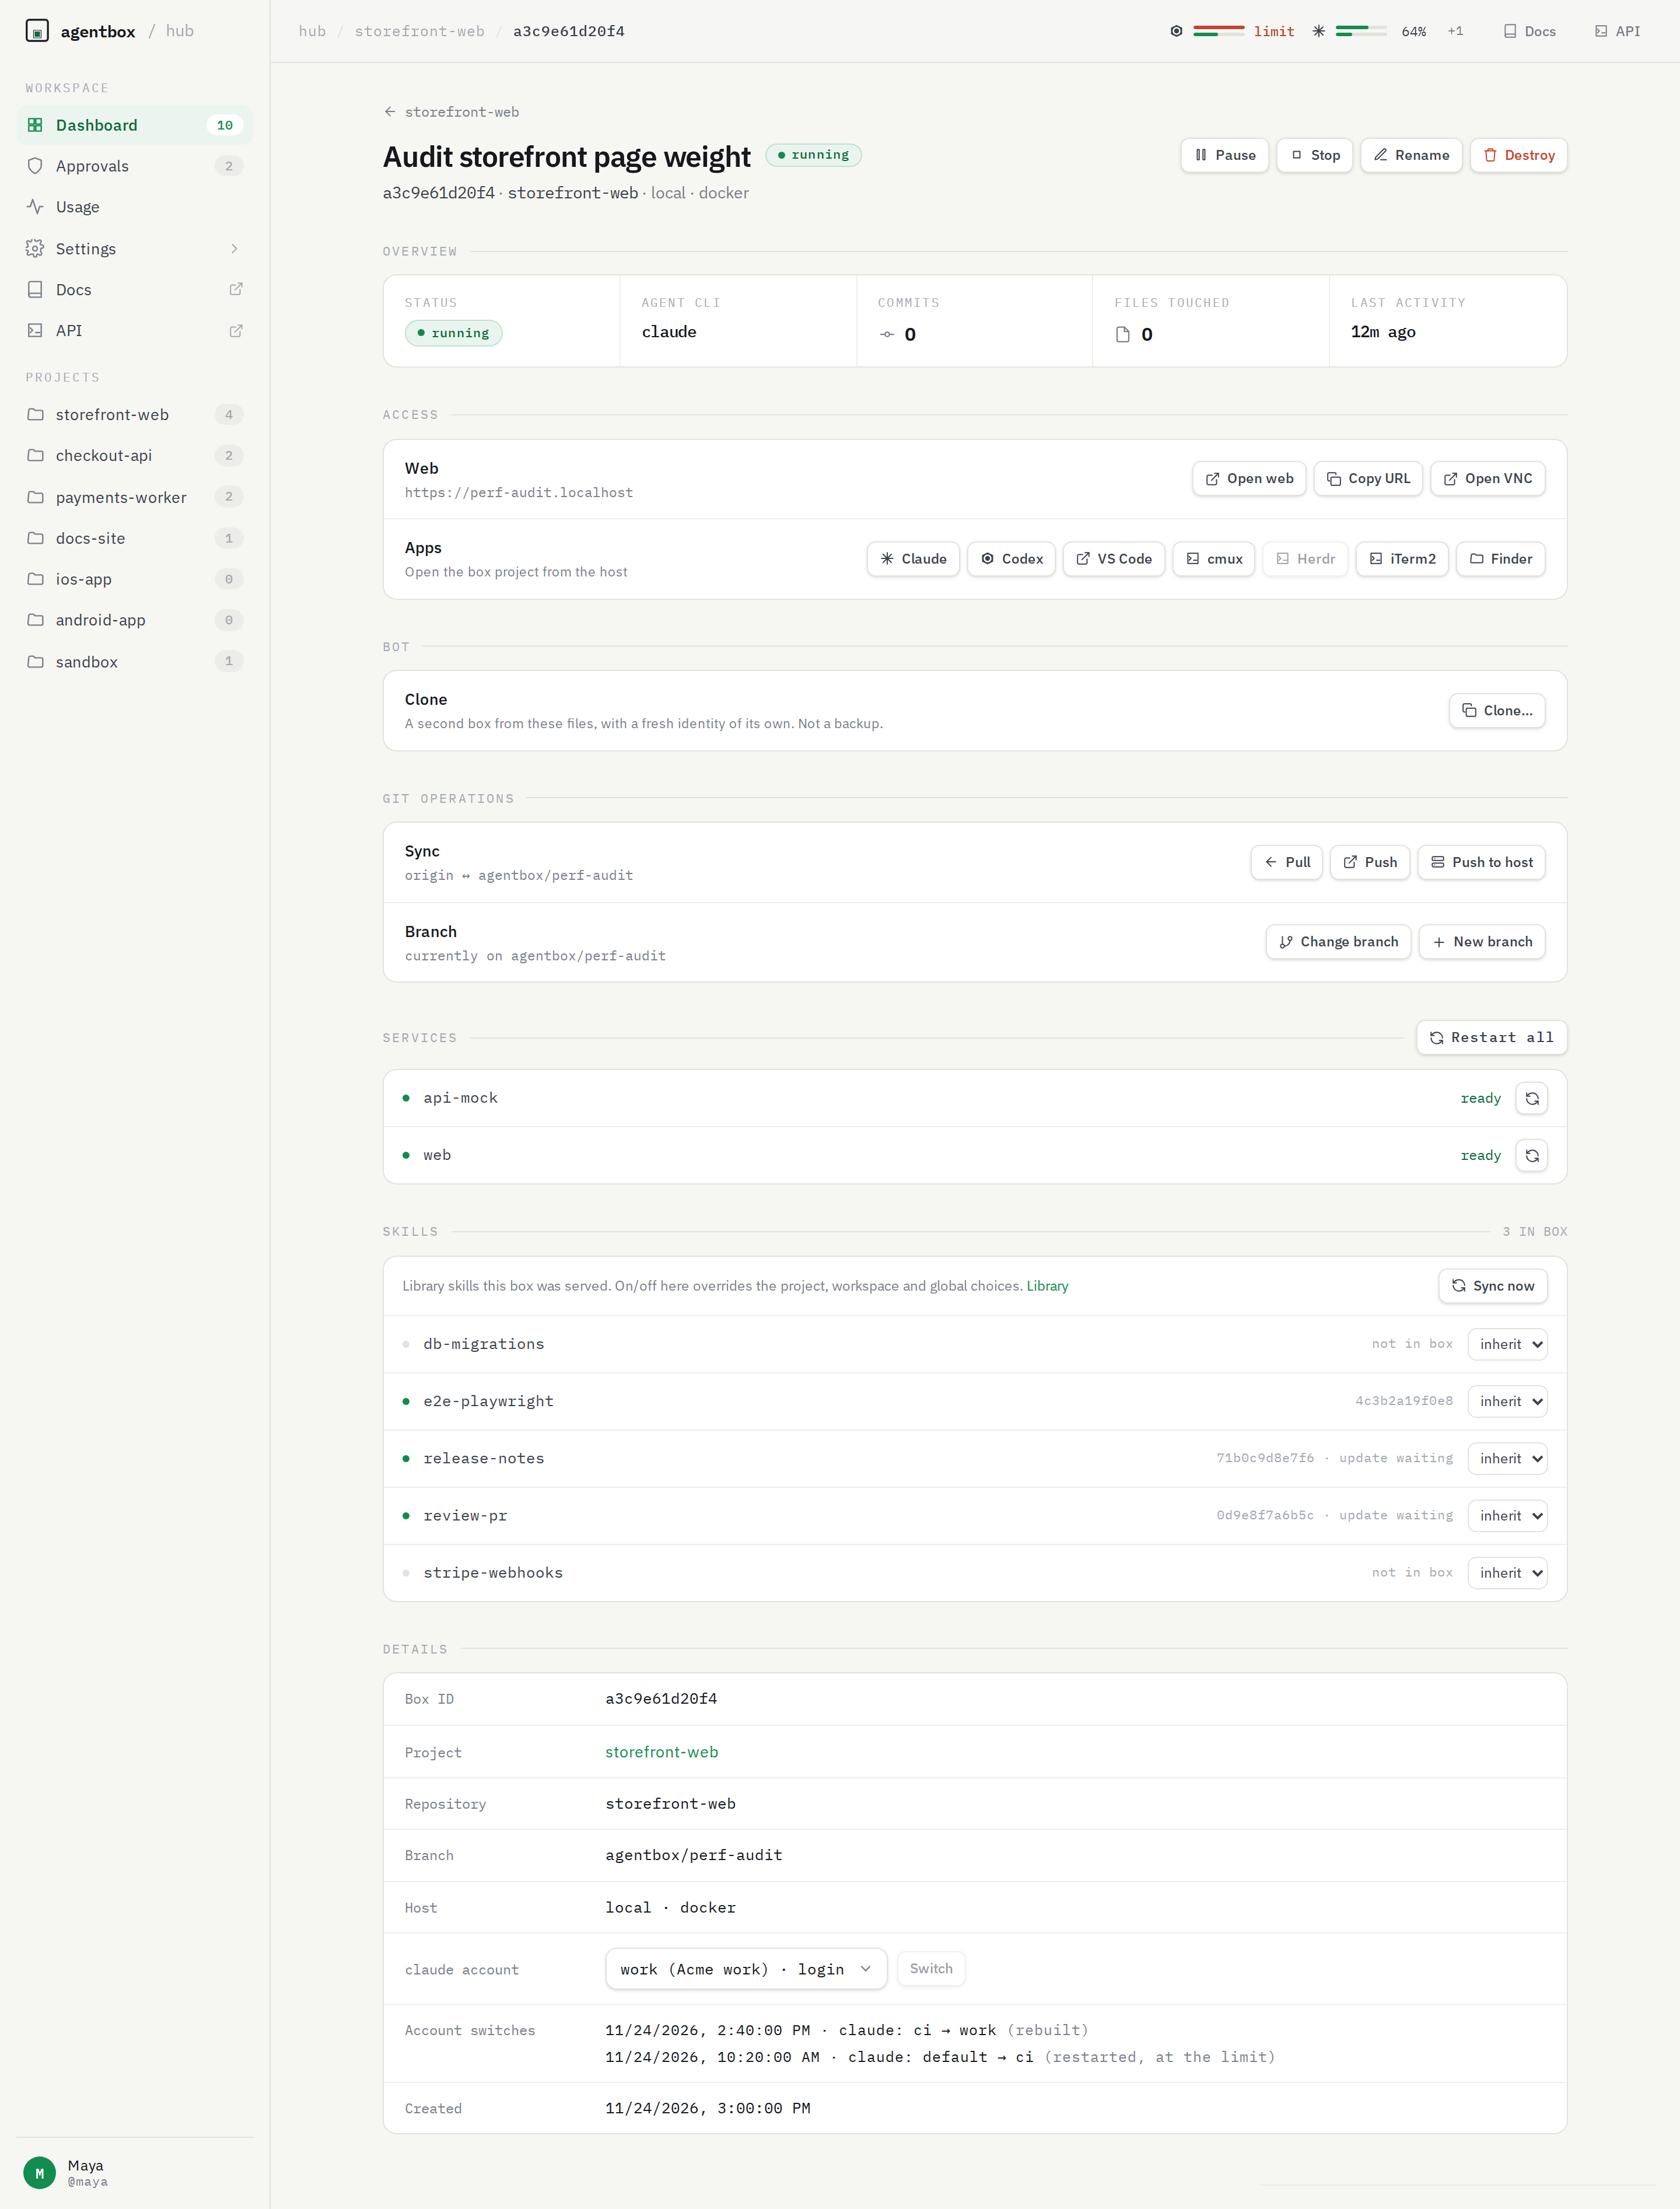 agentbox / hub
WORKSPACE
Dashboard 10
Approvals 2
Usage
Settings
Docs
API
PROJECTS
storefront-web 4
checkout-api 2
payments-worker 2
docs-site 1
ios-app 0
android-app 0
sandbox 1
M
Maya
@maya
hub / storefront-web / a3c9e61d20f4
limit 64% +1 Docs API
← storefront-web
Audit storefront page weight running
Pause Stop Rename Destroy
a3c9e61d20f4 · storefront-web · local · docker
OVERVIEW
STATUS AGENT CLI COMMITS FILES TOUCHED LAST ACTIVITY
running claude 0 0 12m ago
ACCESS
Web
https://perf-audit.localhost
Open web Copy URL Open VNC
Apps
Open the box project from the host
Claude Codex VS Code cmux Herdr iTerm2 Finder
BOT
Clone
A second box from these files, with a fresh identity of its own. Not a backup.
Clone...
GIT OPERATIONS
Sync
origin ↔ agentbox/perf-audit
Pull Push Push to host
Branch
currently on agentbox/perf-audit
Change branch New branch
SERVICES Restart all
api-mock ready
web ready
SKILLS 3 IN BOX
Library skills this box was served. On/off here overrides the project, workspace and global choices. Library Sync now
db-migrations not in box inherit
e2e-playwright 4c3b2a19f0e8 inherit
release-notes 71b0c9d8e7f6 · update waiting inherit
review-pr 0d9e8f7a6b5c · update waiting inherit
stripe-webhooks not in box inherit
DETAILS
Box ID a3c9e61d20f4
Project storefront-web
Repository storefront-web
Branch agentbox/perf-audit
Host local · docker
claude account work (Acme work) · login Switch
Account switches 11/24/2026, 2:40:00 PM · claude: ci → work (rebuilt)
11/24/2026, 10:20:00 AM · claude: default → ci (restarted, at the limit)
Created 11/24/2026, 3:00:00 PM